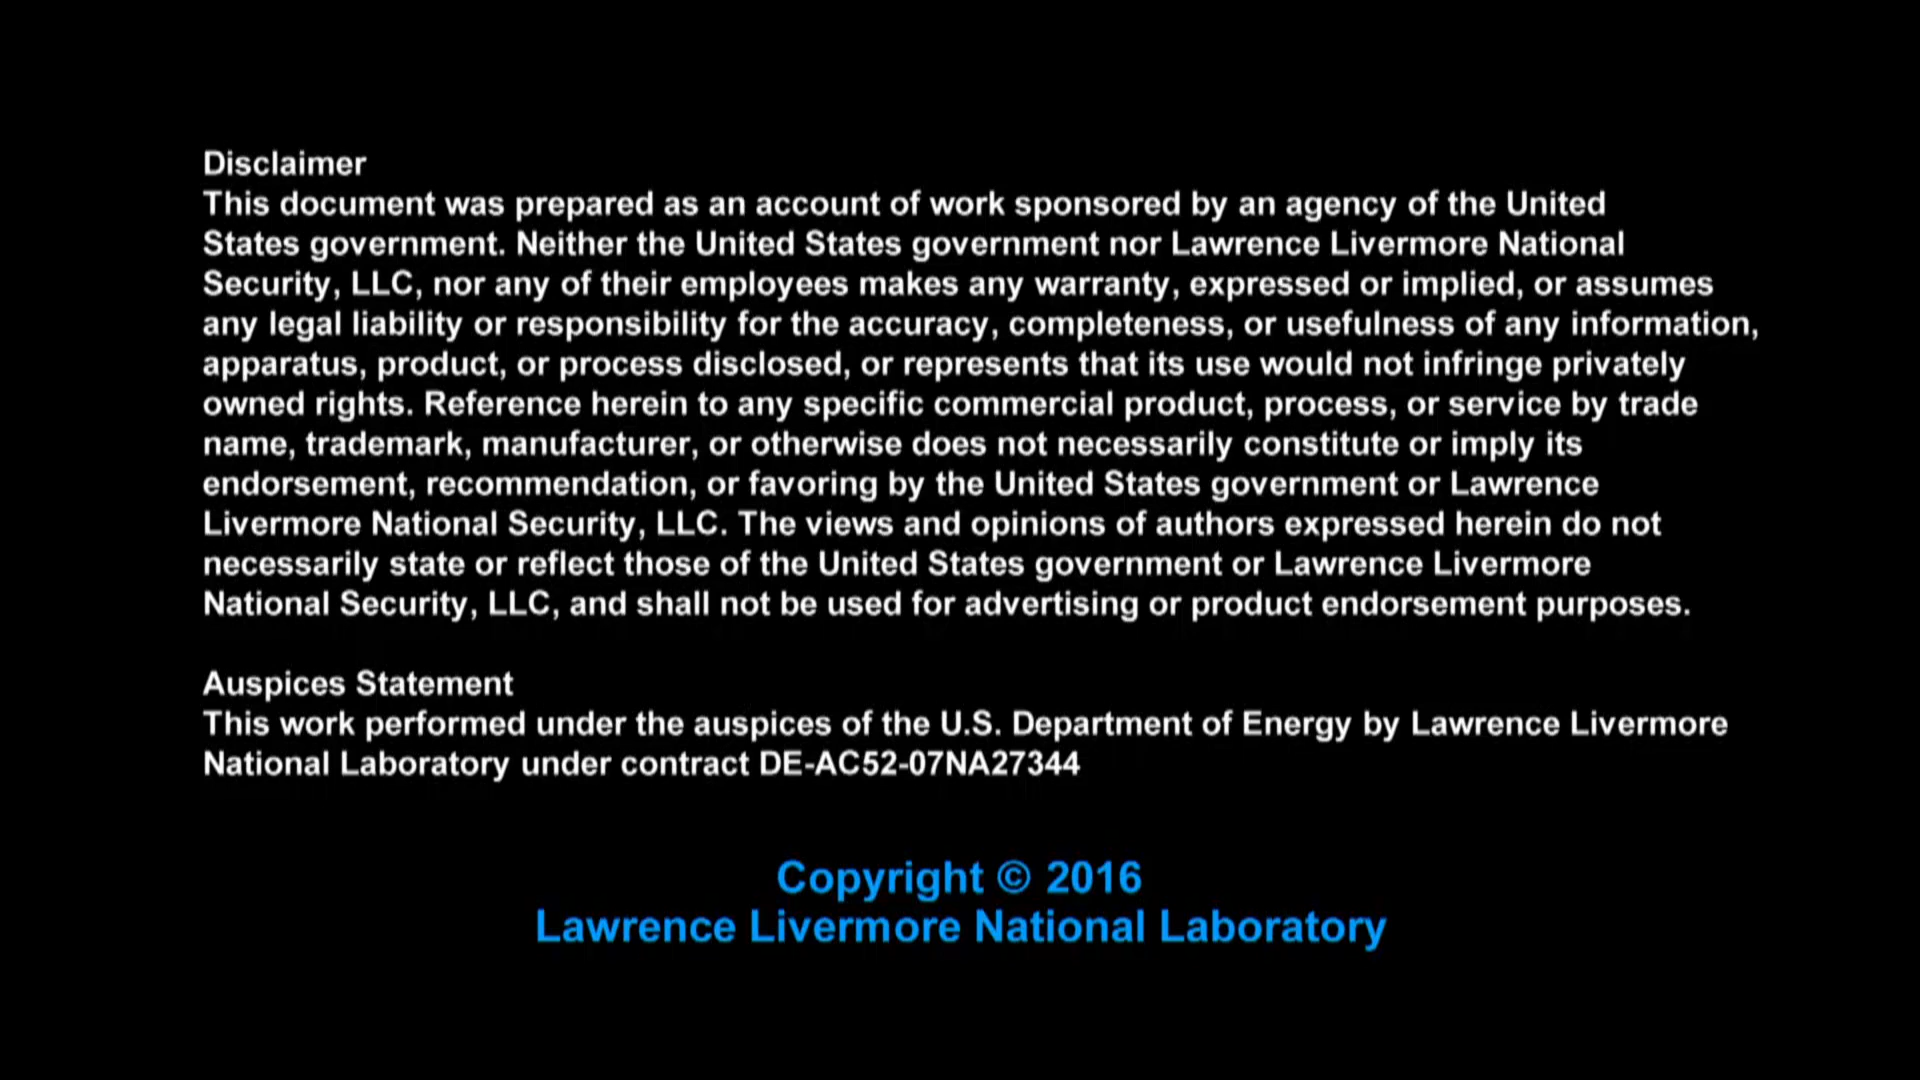 Disclaimer
This document was prepared as an account of work sponsored by an agency of the United
States government. Neither the United States government nor Lawrence Livermore National
Security, LLC, nor any of their employees makes any warranty, expressed or implied, or assumes
any legal liability or responsibility for the accuracy, completeness, or usefulness of any information,
apparatus, product, or process disclosed, or represents that its use would not infringe privately
owned rights. Reference herein to any specific commercial product, process, or service by trade
name, trademark, manufacturer, or otherwise does not necessarily constitute or imply its
endorsement, recommendation, or favoring by the United States government or Lawrence
Livermore National Security, LLC. The views and opinions of authors expressed herein do not
necessarily state or reflect those of the United States government or Lawrence Livermore
National Security, LLC, and shall not be used for advertising or product endorsement purposes.
Auspices Statement
This work performed under the auspices of the U.S. Department of Energy by Lawrence Livermore
National Laboratory under contract DE-AC52-07NA27344
Copyright © 2016
Lawrence Livermore National Laboratory